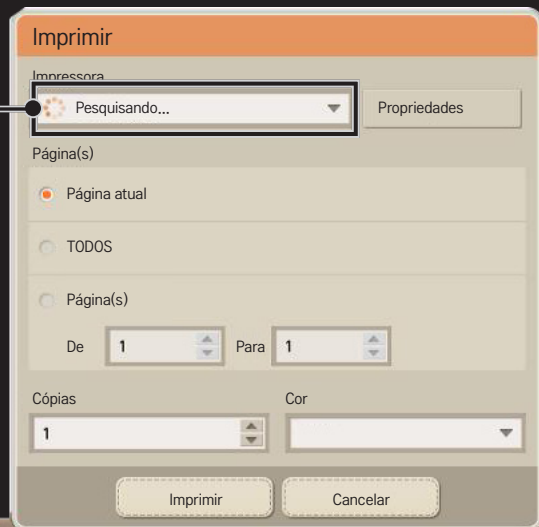 Imprimir
Impressora
Pesquisando...
Propriedades
Página(s)
Página atual
TODOS
Página(s)
De 1 Para 1
Cópias Cor
1
Imprimir Cancelar